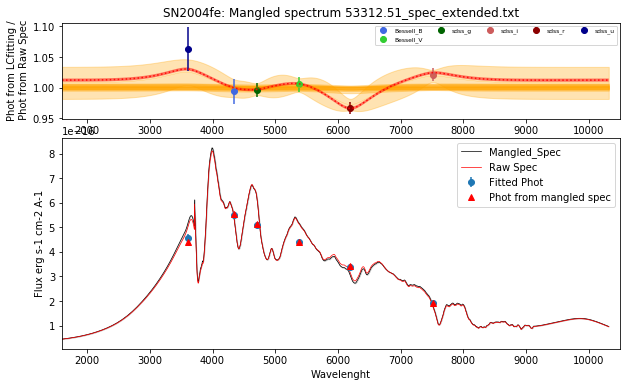 SN2004fe: Mangled spectrum 53312.51_spec_extended.txt
Phot from LCfitting /
Phot from Raw Spec
1.10
1.05
1.00
0.95
Bessell_B
Bessell_V
sdss_g
sdss_i
sdss_r
sdss_u
2000 3000 4000 5000 6000 7000 8000 9000 10000
Flux erg s-1 cm-2 A-1
8
7
6
5
4
3
2
1
Mangled_Spec
Raw Spec
Fitted Phot
Phot from mangled spec
2000 3000 4000 5000 6000 7000 8000 9000 10000
Wavelenght